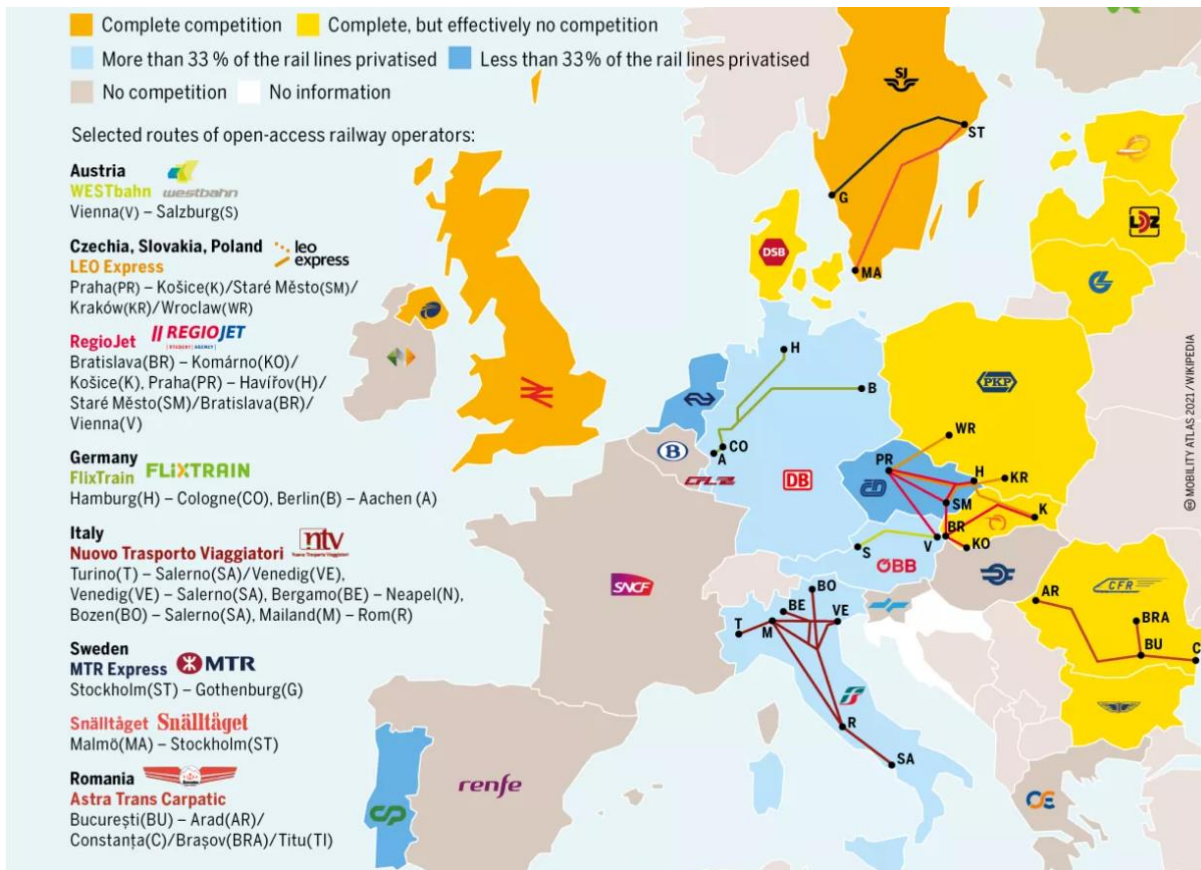 Complete competition
Complete, but effectively no competition
More than 33 % of the rail lines privatised
Less than 33% of the rail lines privatised
No competition
No information
Selected routes of open-access railway operators:
Austria
WESTbahn
westbahn
Vienna(V) – Salzburg(S)
Czechia, Slovakia, Poland
LEO Express
leo
express
Praha(PR) – Košice(K)/Staré Město(SM)/
Kraków(KR)/Wroclaw(WR)
RegioJet
REGIOJET
STUDENT AGENCY
Bratislava(BR) – Komárno(KO)/
Košice(K), Praha(PR) – Havířov(H)/
Staré Město(SM)/Bratislava(BR)/
Vienna(V)
Germany
FlixTrain
FLiXTRAIN
Hamburg(H) – Cologne(CO), Berlin(B) – Aachen (A)
Italy
Nuovo Trasporto Viaggiatori
ntv
Nuovo Trasporto Viaggiatori
Turino(T) – Salerno(SA)/Venedig(VE),
Venedig(VE) – Salerno(SA), Bergamo(BE) – Neapel(N),
Bozen(BO) – Salerno(SA), Mailand(M) – Rom(R)
Sweden
MTR Express
MTR
Stockholm(ST) – Gothenburg(G)
Snälltåget
Snälltåget
Malmö(MA) – Stockholm(ST)
Romania
Astra Trans Carpatic
București(BU) – Arad(AR)/
Constanța(C)/Brașov(BRA)/Titu(TI)
SJ
ST
G
MA
DSB
LDZ
H
B
CO
A
B
CFL
DB
PKP
WR
PR
H
KR
ČD
SM
K
BR
S
V
KO
ÖBB
SNCF
BO
BE
VE
T
M
R
SA
AR
CFR
BRA
BU
C
renfe
CP
OE
MOBILITY ATLAS 2021 / WIKIPEDIA